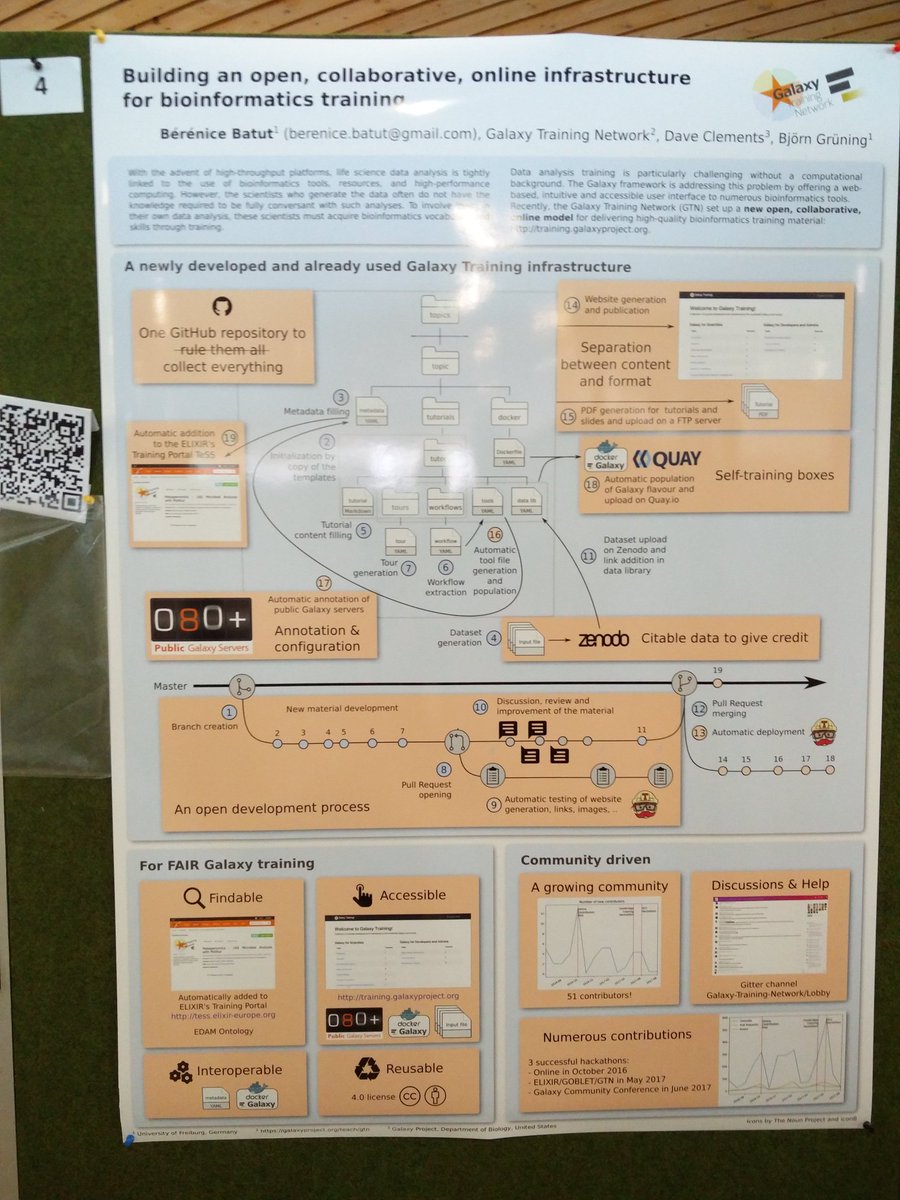 4
Building an open, collaborative, online infrastructure
for bioinformatics training
Galaxy
Training
Network
Bérénice Batut¹ (berenice.batut@gmail.com), Galaxy Training Network², Dave Clements³, Björn Grüning¹
With the advent of high-throughput platforms, life science data analysis is tightly
linked to the use of bioinformatics tools, resources, and high-performance
computing. However, the scientists who generate the data often do not have the
knowledge required to be fully conversant with such analyses. To involve in
their own data analysis, these scientists must acquire bioinformatics and
skills through training.
Data analysis training is particularly challenging without a computational
background. The Galaxy framework is addressing this problem by offering a web-
based, intuitive and accessible user interface to numerous bioinformatics tools.
Recently, the Galaxy Training Network (GTN) set up a new open, collaborative,
online model for delivering high-quality bioinformatics training material:
http://training.galaxyproject.org.
A newly developed and already used Galaxy Training infrastructure
One GitHub repository to
rule them all
collect everything
topics
topic
metadata
YAML
tutorials
docker
Dockerfile
YAML
tutorial
Markdown
tours
workflows
tools
YAML
data lib
YAML
tour
YAML
workflow
YAML
3
Metadata filling
2
Initialization by
copy of the
templates
Tutorial
content filling 5
Tour
generation 7
6
Workflow
extraction
16
Automatic
tool file
generation
and
population
14 Website generation
and publication
Separation
between content
and format
Welcome to Galaxy Training!
15 PDF generation for tutorials and
slides and upload on a FTP server
Tutorial
PDF
Automatic addition 19
to the ELIXIR's
Training Portal TeSS
docker
Galaxy
QUAY
18 Automatic population
of Galaxy flavour and
upload on Quay.io
Self-training boxes
11 Dataset upload
on Zenodo and
link addition in
data library
17
080+
Public Galaxy Servers
Automatic annotation of
public Galaxy servers
Annotation &
configuration
Dataset
generation 4
Input file
zenodo
Citable data to give credit
Master
1
Branch creation
New material development
2 3 4 5 6 7
8
Pull Request
opening
10 Discussion, review and
improvement of the material
11
9 Automatic testing of website
generation, links, images, ..
19
12 Pull Request
merging
13 Automatic deployment
14 15 16 17 18
An open development process
For FAIR Galaxy training
Findable
Automatically added to
ELIXIR's Training Portal
http://tess.elixir-europe.org
EDAM Ontology
Accessible
Welcome to Galaxy Training!
http://training.galaxyproject.org
080+
Public Galaxy Servers
docker
Galaxy
Input file
Interoperable
metadata
YAML
docker
Galaxy
Reusable
4.0 license
CC
Community driven
A growing community
Number of new contributors
51 contributors!
Discussions & Help
Gitter channel
Galaxy-Training-Network/Lobby
Numerous contributions
3 successful hackathons:
- Online in October 2016
- ELIXIR/GOBLET/GTN in May 2017
- Galaxy Community Conference in June 2017
¹ University of Freiburg, Germany ² https://galaxyproject.org/teach/gtn ³ Galaxy Project, Department of Biology, United States
Icons by The Noun Project and icon8